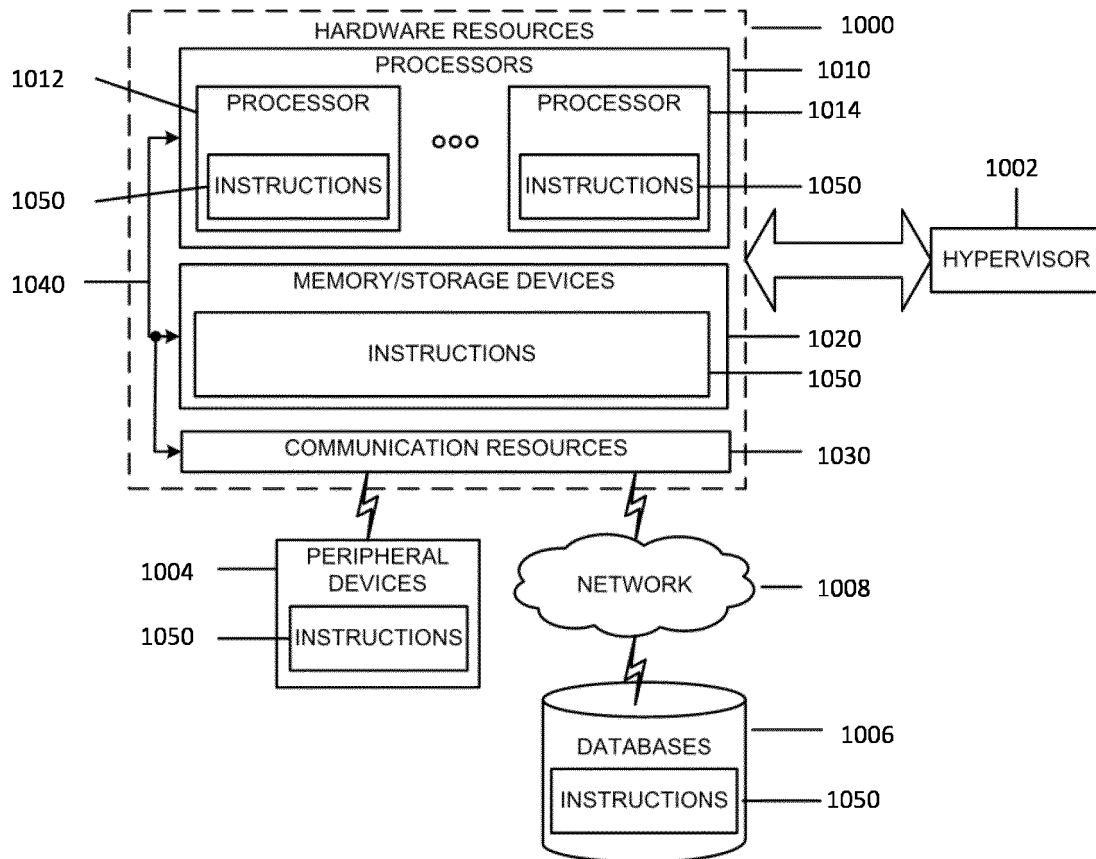 HARDWARE RESOURCES
1000
PROCESSORS
1010
1012
PROCESSOR
PROCESSOR
1014
ooo
1050
INSTRUCTIONS
INSTRUCTIONS
1050
1002
HYPERVISOR
1040
MEMORY/STORAGE DEVICES
INSTRUCTIONS
1020
1050
COMMUNICATION RESOURCES
1030
1004
PERIPHERAL
DEVICES
1050
INSTRUCTIONS
NETWORK
1008
DATABASES
1006
INSTRUCTIONS
1050